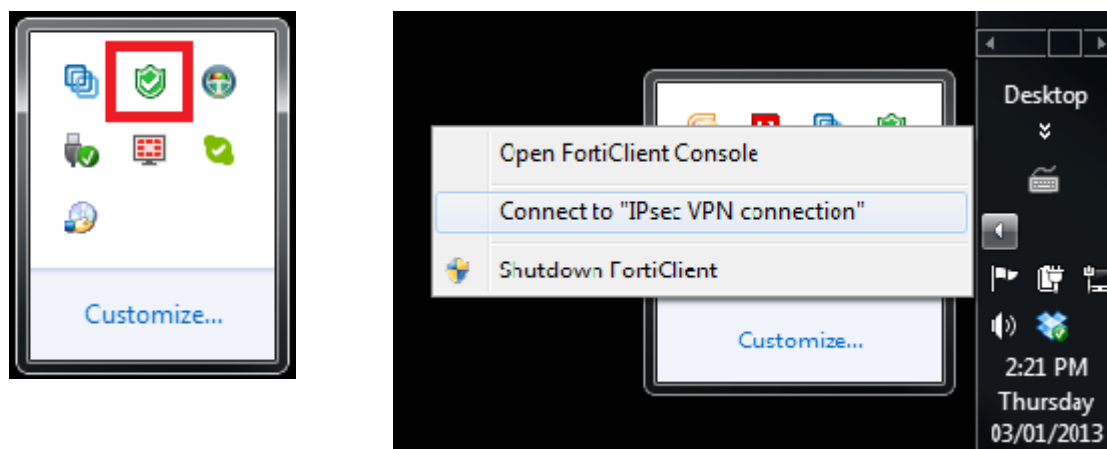 Customize...
Desktop
Open FortiClient Console
Connect to "IPsec VPN connection"
Shutdown FortiClient
Customize...
2:21 PM
Thursday
03/01/2013